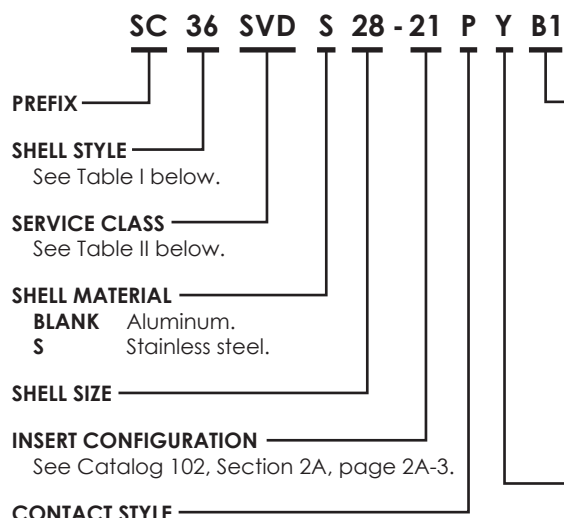 SC 36 SVD S 28 - 21 P Y B1
PREFIX
SHELL STYLE
See Table I below.
SERVICE CLASS
See Table II below.
SHELL MATERIAL
BLANK Aluminum.
S Stainless steel.
SHELL SIZE
INSERT CONFIGURATION
See Catalog 102, Section 2A, page 2A-3.
CONTACT STYLE